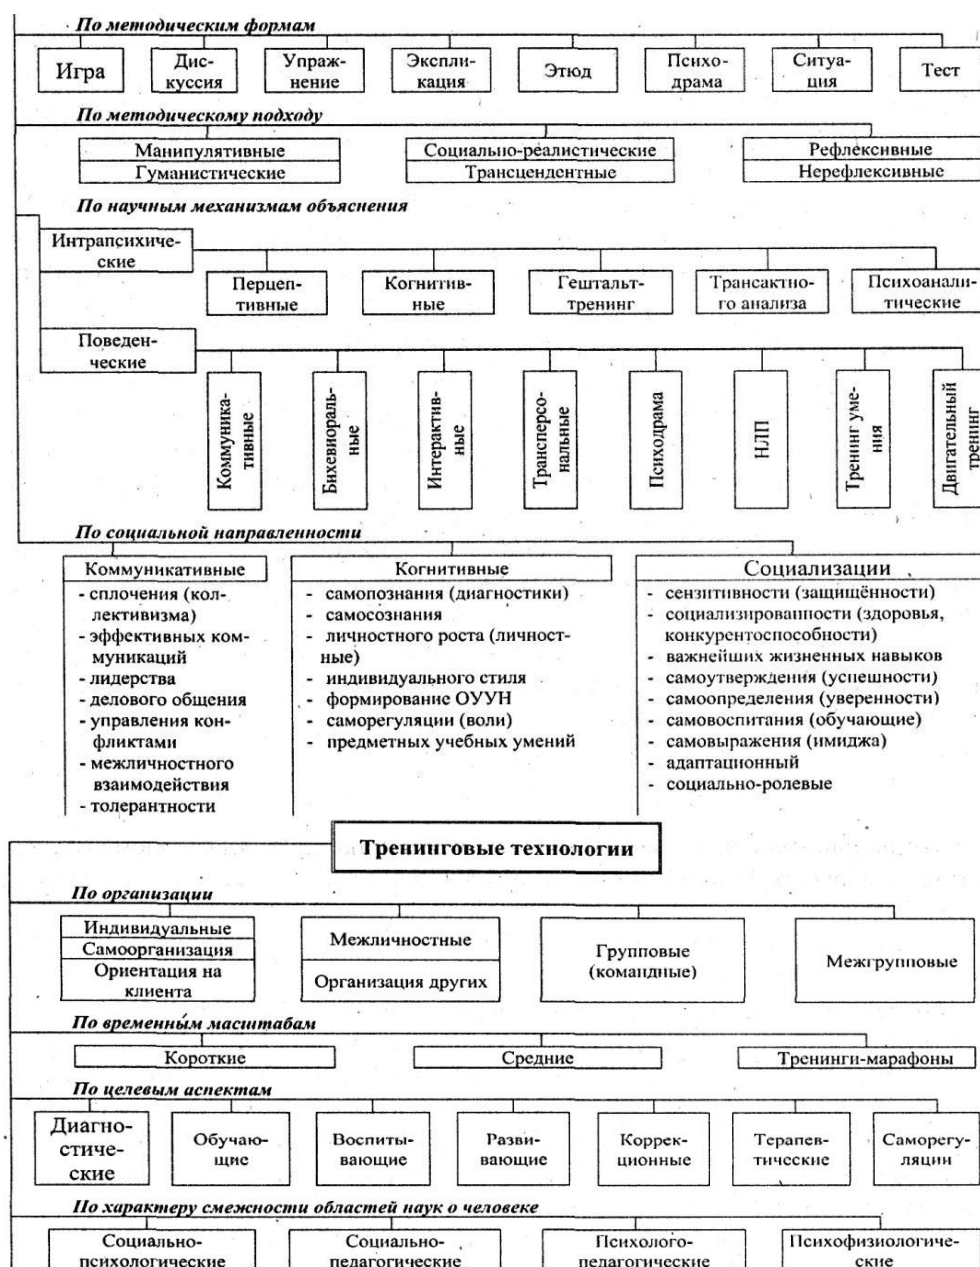 По методическим формам
Игра
Дис-
куссия
Упраж-
нение
Экспли-
кация
Этюд
Психо-
драма
Ситуа-
ция
Тест
По методическому подходу
Манипулятивные
Гуманистические
Социально-реалистические
Трансцендентные
Рефлексивные
Нерефлексивные
По научным механизмам объяснения
Интрапсихиче-
ские
Перцеп-
тивные
Когнитив-
ные
Гештальт-
тренинг
Трансактно-
го анализа
Психоанали-
тические
Поведен-
ческие
Коммуника-
тивные
Бихевиораль-
ные
Интерактив-
ные
Трансперсо-
нальные
Психодрама
НЛП
Тренинг уме-
ния
Двигательный
тренинг
По социальной направленности
Коммуникативные
- сплочения (кол-
лективизма)
- эффективных ком-
муникаций
- лидерства
- делового общения
- управления кон-
фликтами
- межличностного
взаимодействия
- толерантности
Когнитивные
- самопознания (диагностики)
- самосознания
- личностного роста (личност-
ные)
- индивидуального стиля
- формирование ОУУН
- саморегуляции (воли)
- предметных учебных умений
Социализации
- сензитивности (защищённости)
- социализированности (здоровья,
конкурентоспособности)
- важнейших жизненных навыков
- самоутверждения (успешности)
- самоопределения (уверенности)
- самовоспитания (обучающие)
- самовыражения (имиджа)
- адаптационный
- социально-ролевые
Тренинговые технологии
По организации
Индивидуальные
Самоорганизация
Ориентация на
клиента
Межличностные
Организация других
Групповые
(командные)
Межгрупповые
По временны́м масштабам
Короткие
Средние
Тренинги-марафоны
По целевым аспектам
Диагно-
стиче-
ские
Обучаю-
щие
Воспиты-
вающие
Разви-
вающие
Коррек-
ционные
Терапев-
тические
Саморегу-
ляции
По характеру смежности областей наук о человеке
Социально-
психологические
Социально-
педагогические
Психолого-
педагогические
Психофизиологиче-
ские